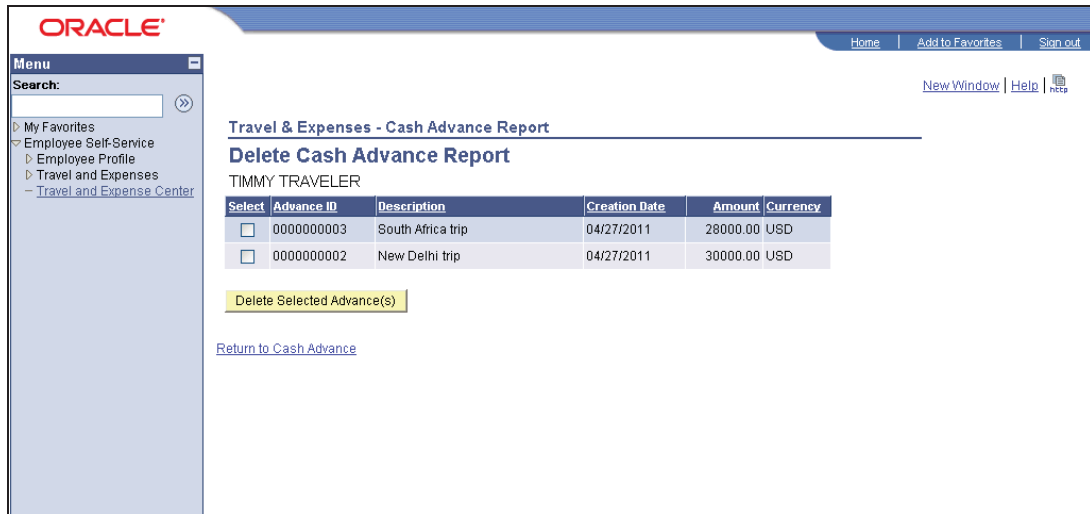 ORACLE
Home | Add to Favorites | Sign out
Menu
Search:
New Window | Help | http
My Favorites
Employee Self-Service
Employee Profile
Travel and Expenses
Travel and Expense Center
Travel & Expenses - Cash Advance Report
Delete Cash Advance Report
TIMMY TRAVELER
Select Advance ID Description Creation Date Amount Currency
0000000003 South Africa trip 04/27/2011 28000.00 USD
0000000002 New Delhi trip 04/27/2011 30000.00 USD
Delete Selected Advance(s)
Return to Cash Advance